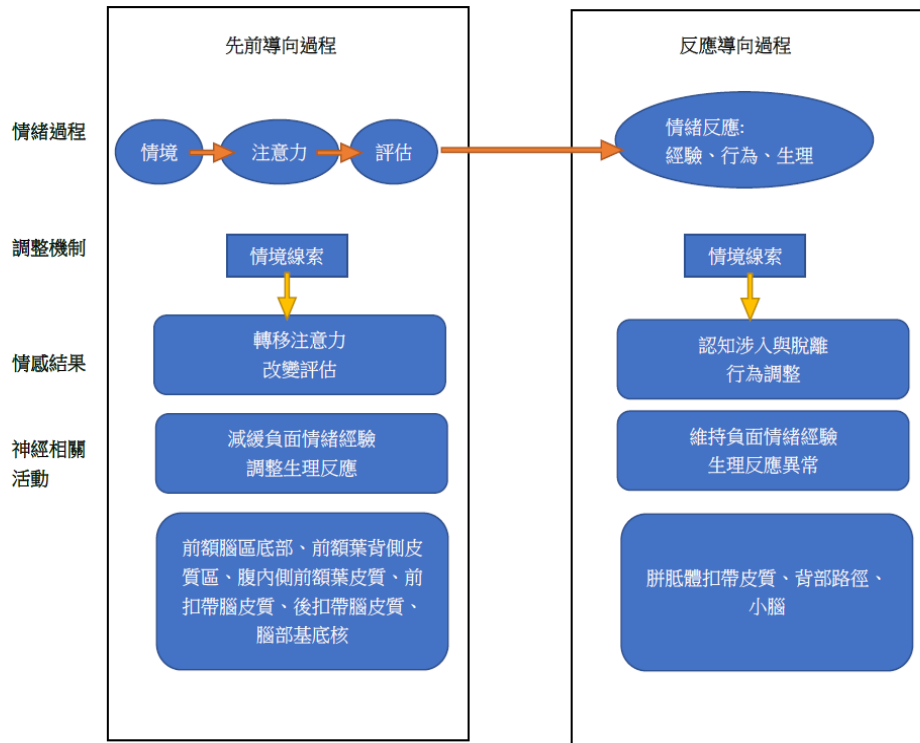 先前導向過程
反應導向過程
情緒過程
情境
注意力
評估
情緒反應:
經驗、行為、生理
調整機制
情境線索
情境線索
情感結果
轉移注意力
改變評估
認知涉入與脫離
行為調整
神經相關
活動
減緩負面情緒經驗
調整生理反應
維持負面情緒經驗
生理反應異常
前額腦區底部、前額葉背側皮
質區、腹內側前額葉皮質、前
扣帶腦皮質、後扣帶腦皮質、
腦部基底核
胼胝體扣帶皮質、背部路徑、
小腦